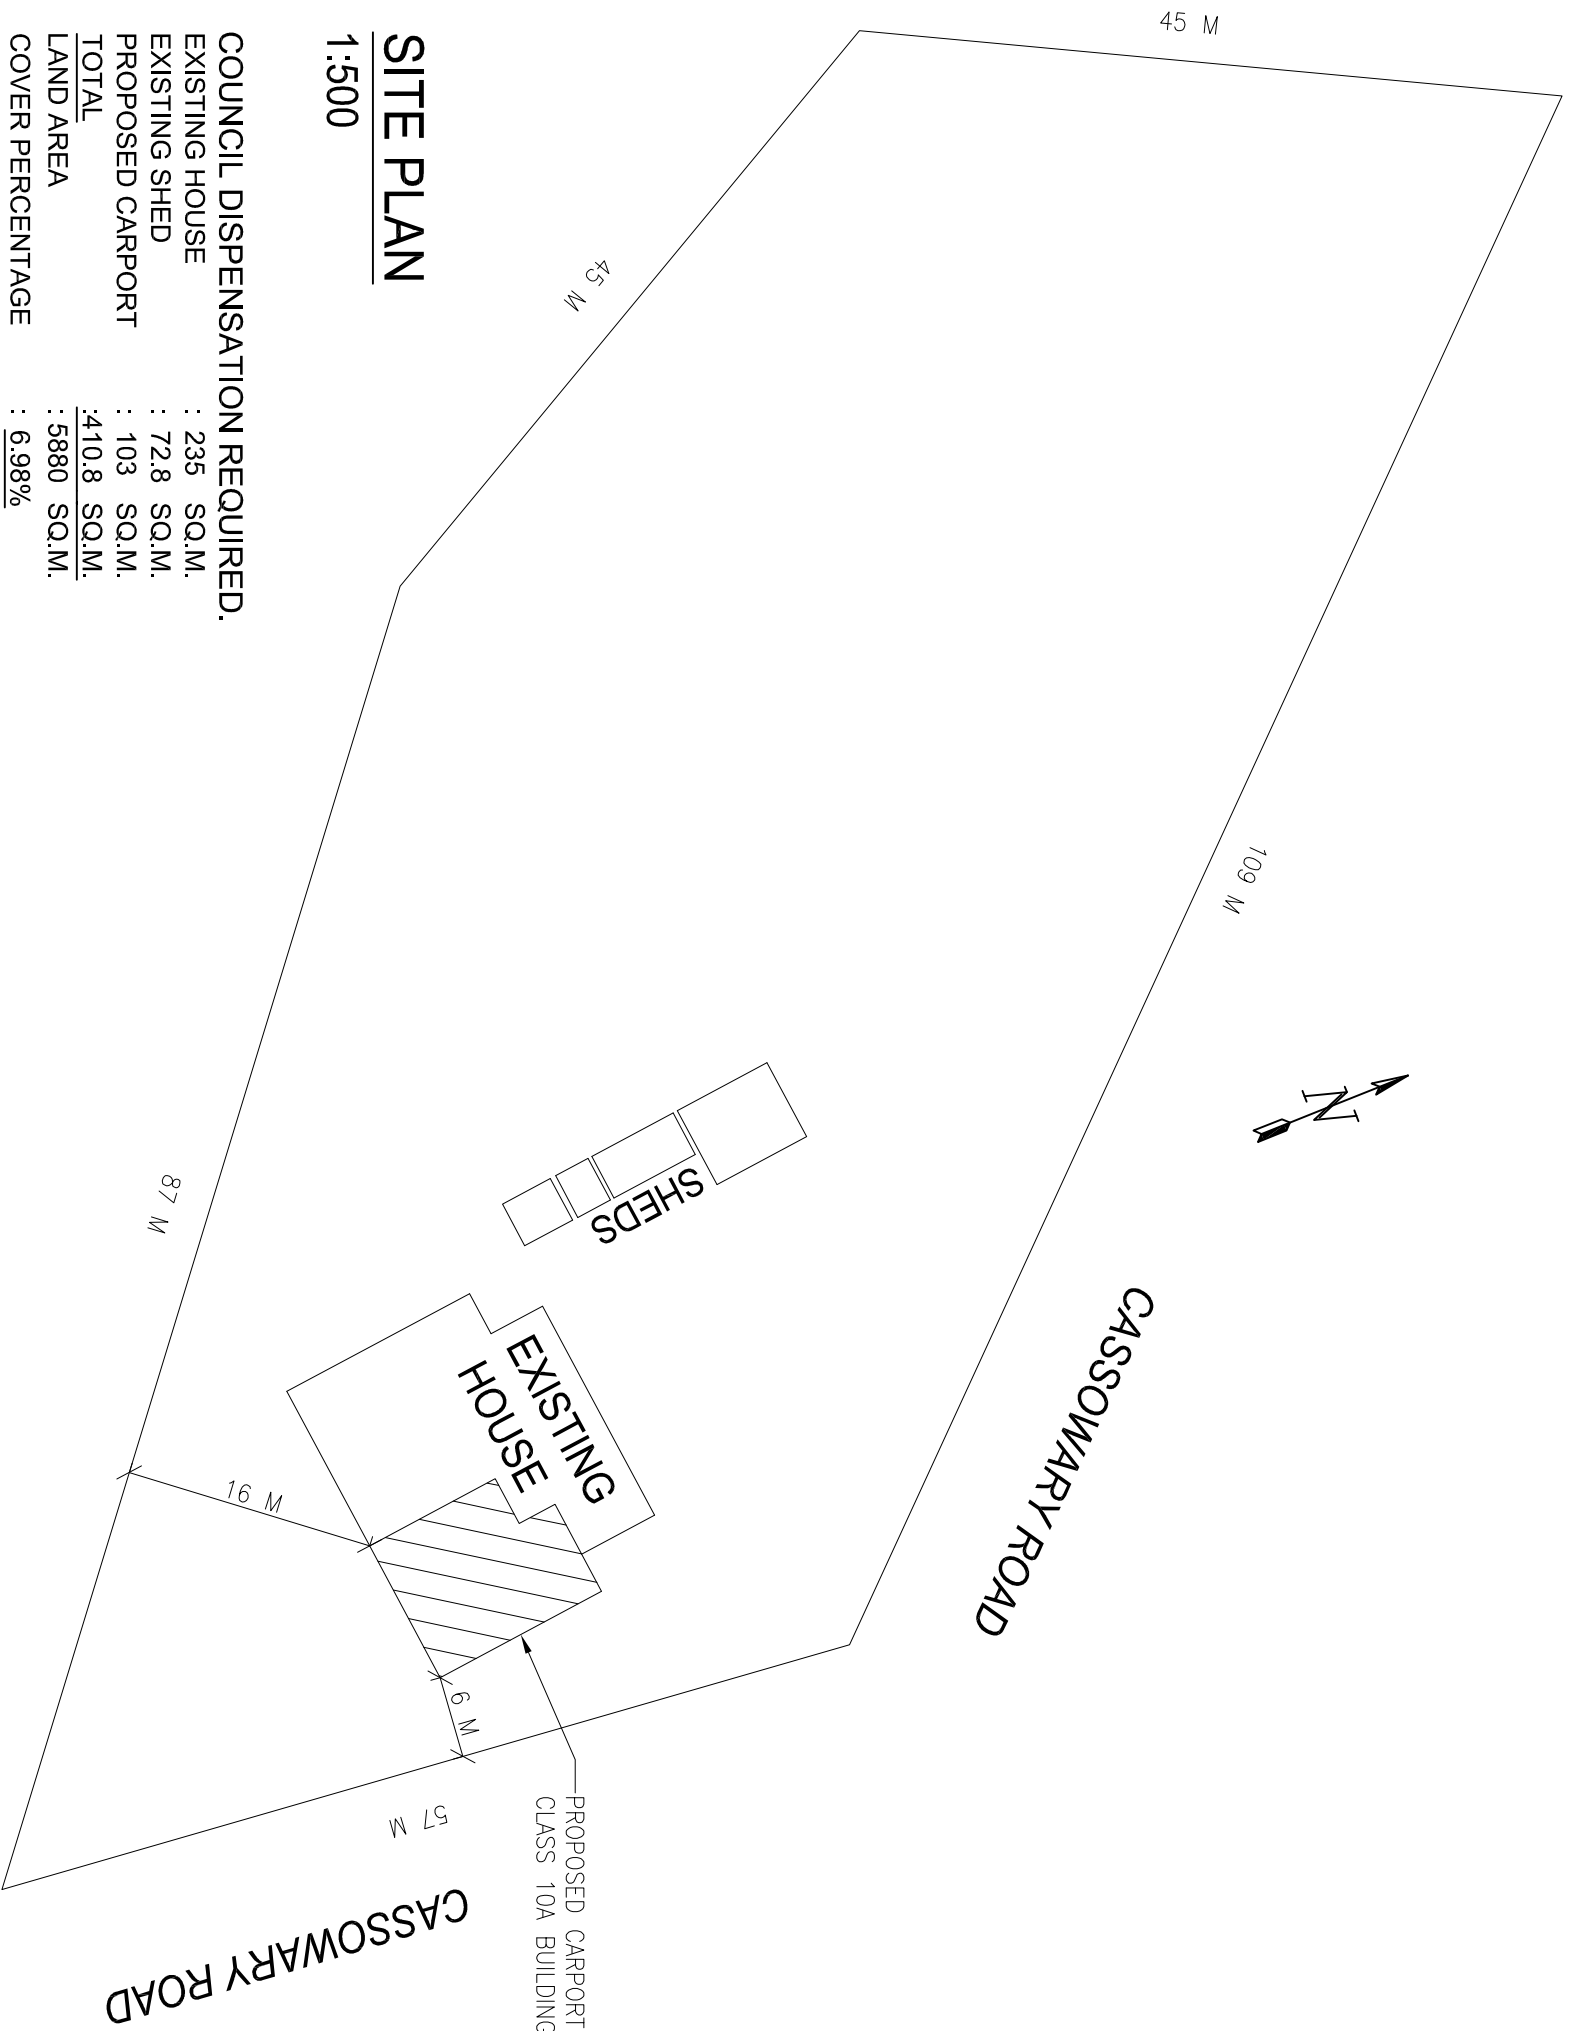 SITE PLAN
1:500
COUNCIL DISPENSATION REQUIRED.
EXISTING HOUSE : 235 SQ.M.
EXISTING SHED : 72.8 SQ.M.
PROPOSED CARPORT : 103 SQ.M.
TOTAL :410.8 SQ.M.
LAND AREA : 5880 SQ.M.
COVER PERCENTAGE : 6.98%
45 M
45 M
109 M
87 M
57 M
16 M
6 M
N
SHEDS
EXISTING
HOUSE
CASSOWARY ROAD
CASSOWARY ROAD
PROPOSED CARPORT
CLASS 10A BUILDING